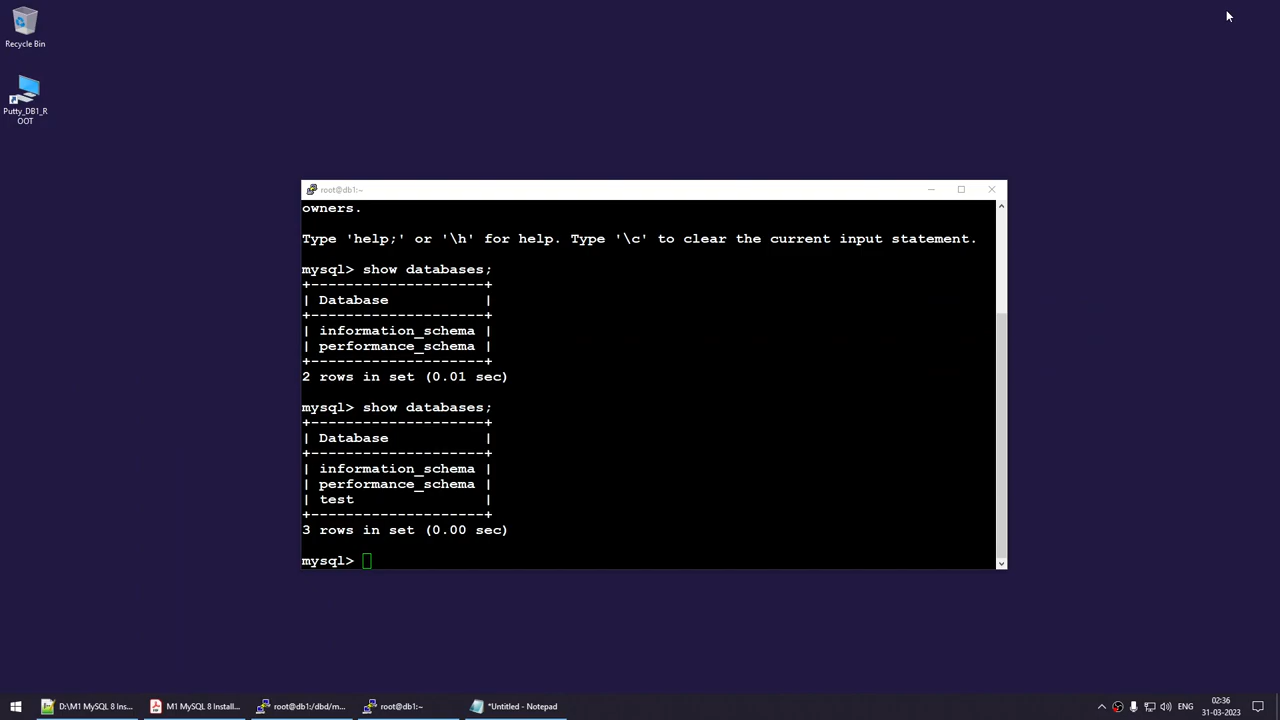 Recycle Bin
Putty_DB1_R
OOT
root@db1:~
owners.
Type 'help;' or '\h' for help. Type '\c' to clear the current input statement.
mysql> show databases;
+--------------------+
| Database           |
+--------------------+
| information_schema |
| performance_schema |
+--------------------+
2 rows in set (0.01 sec)
mysql> show databases;
+--------------------+
| Database           |
+--------------------+
| information_schema |
| performance_schema |
| test               |
+--------------------+
3 rows in set (0.00 sec)
mysql>
D:\M1 MySQL 8 Ins...
M1 MySQL 8 Install...
root@db1:/dbd/m...
root@db1:~
*Untitled - Notepad
ENG
02:36
31-03-2023